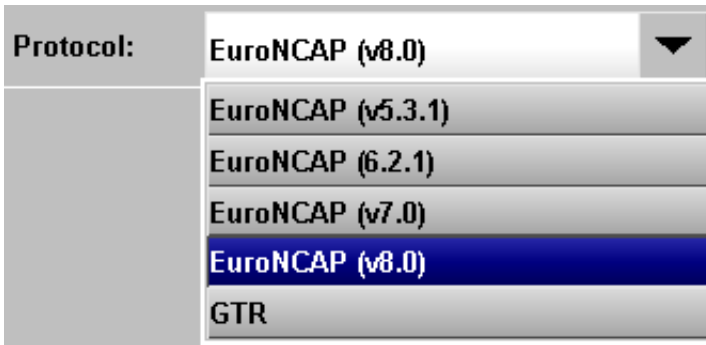 Protocol: EuroNCAP (v8.0)
EuroNCAP (v5.3.1)
EuroNCAP (6.2.1)
EuroNCAP (v7.0)
EuroNCAP (v8.0)
GTR